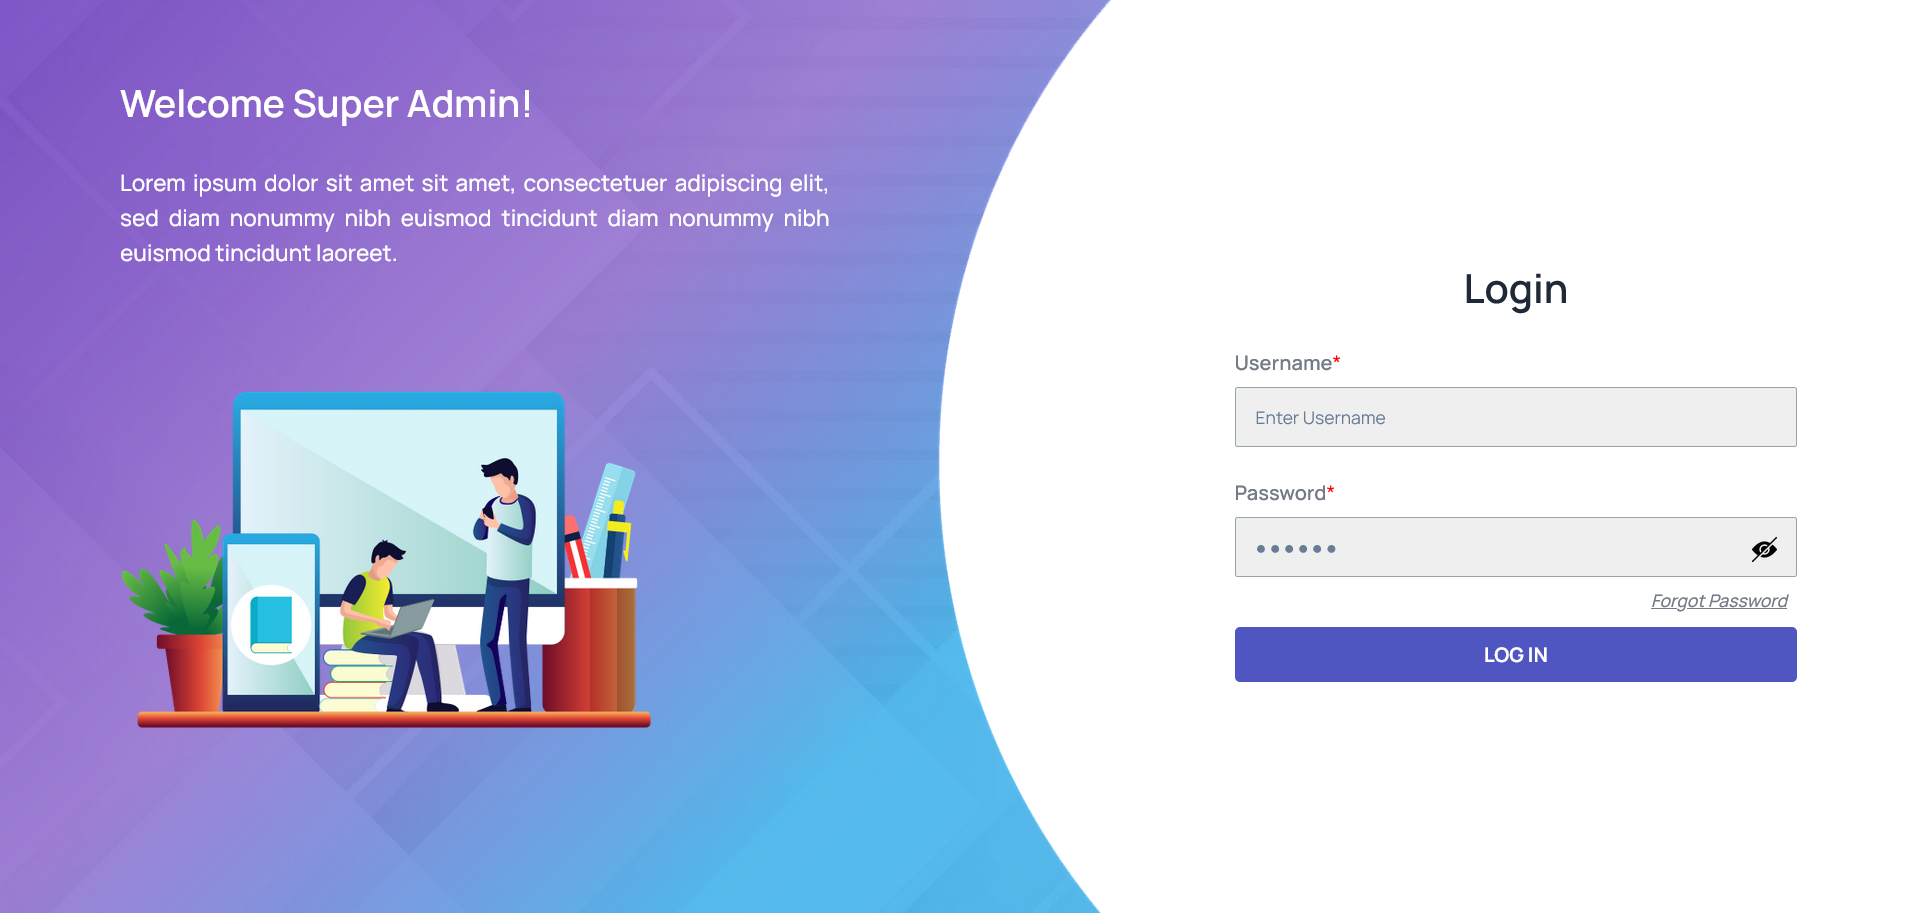 Welcome Super Admin!
Lorem ipsum dolor sit amet sit amet, consectetuer adipiscing elit,
sed diam nonummy nibh euismod tincidunt diam nonummy nibh
euismod tincidunt laoreet.
Login
Username*
Enter Username
Password*
••••••
Forgot Password
LOG IN